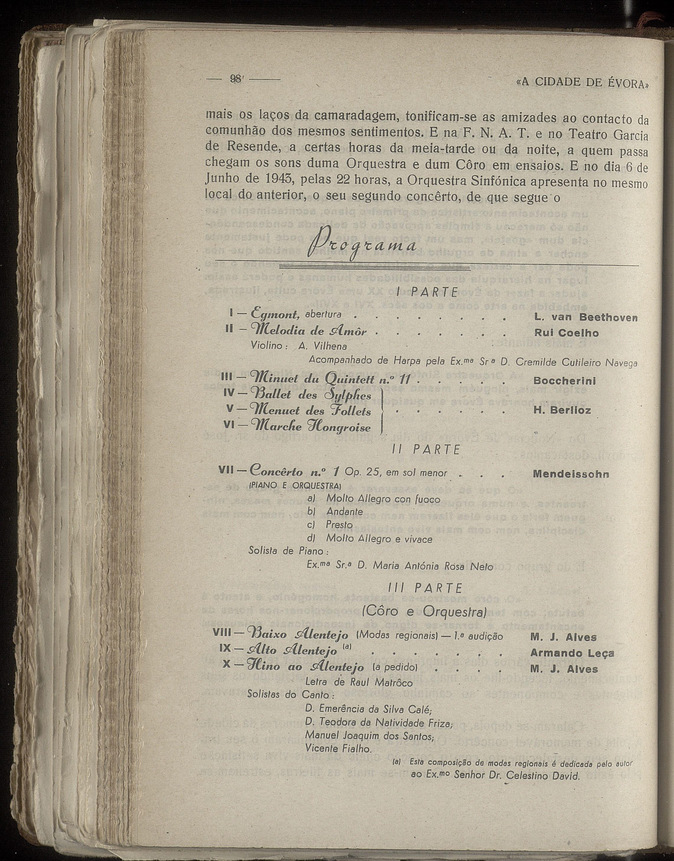 — 98 —
«A CIDADE DE ÉVORA»
mais os laços da camaradagem, tonificam-se as amizades ao contacto da
comunhão dos mesmos sentimentos. E na F. N. A. T. e no Teatro Garcia
de Resende, a certas horas da meia-tarde ou da noite, a quem passa
chegam os sons duma Orquestra e dum Côro em ensaios. E no dia 6 de
Junho de 1943, pelas 22 horas, a Orquestra Sinfónica apresenta no mesmo
local do anterior, o seu segundo concêrto, de que segue o
Programa
I PARTE
I — Egmont, abertura . . . . . . . . L. van Beethoven
II — Melodia de Amôr . . . . . . . Rui Coelho
Violino: A. Vilhena
Acompanhado de Harpa pela Ex.ma Sr.a D. Cremilde Cutileiro Navega
III — Minuet du Quintett n.º 11 . . . . . Boccherini
IV — Ballet des Sylphes
V — Menuet des Follets . . . . . . H. Berlioz
VI — Marche Hongroise
II PARTE
VII — Concêrto n.º 1 Op. 25, em sol menor . . . Mendelssohn
(PIANO E ORQUESTRA)
a) Molto Allegro con fuoco
b) Andante
c) Presto
d) Molto Allegro e vivace
Solista de Piano:
Ex.ma Sr.a D. Maria Antónia Rosa Neto
III PARTE
(Côro e Orquestra)
VIII — Baixo Alentejo (Modas regionais) — 1.a audição M. J. Alves
IX — Alto Alentejo (a) . . . . . . Armando Leça
X — Hino ao Alentejo (a pedido) . . . . M. J. Alves
Letra de Raul Matrôco
Solistas do Canto:
D. Emerência da Silva Calé;
D. Teodora da Natividade Friza;
Manuel Joaquim dos Santos;
Vicente Fialho.
(a) Esta composição de modas regionais é dedicada pelo autor
ao Ex.mo Senhor Dr. Celestino David.